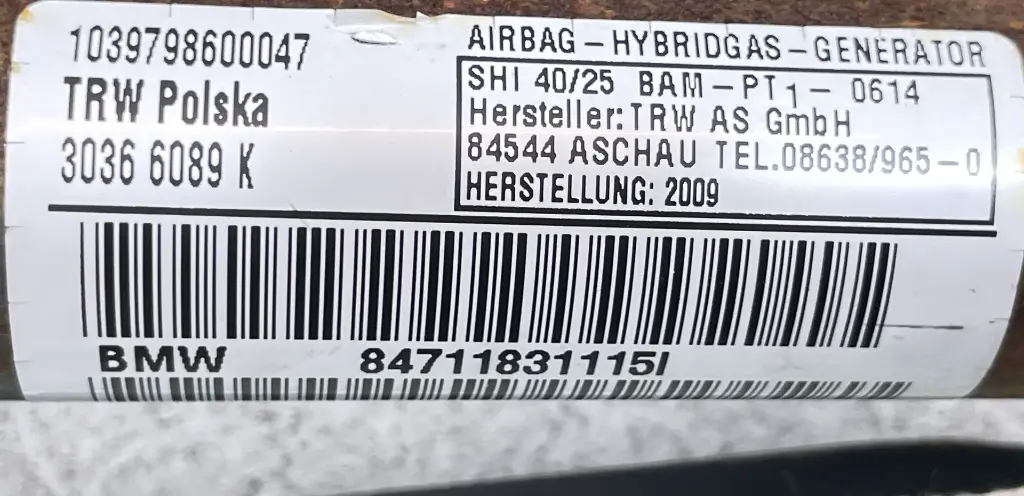 1039798600047
TRW Polska
3036 6089 K
AIRBAG – HYBRIDGAS – GENERATOR
SHI 40/25 BAM – PT1 – 0614
Hersteller: TRW AS GmbH
84544 ASCHAU TEL.08638/965 – 0
HERSTELLUNG: 2009
BMW 84711831115I